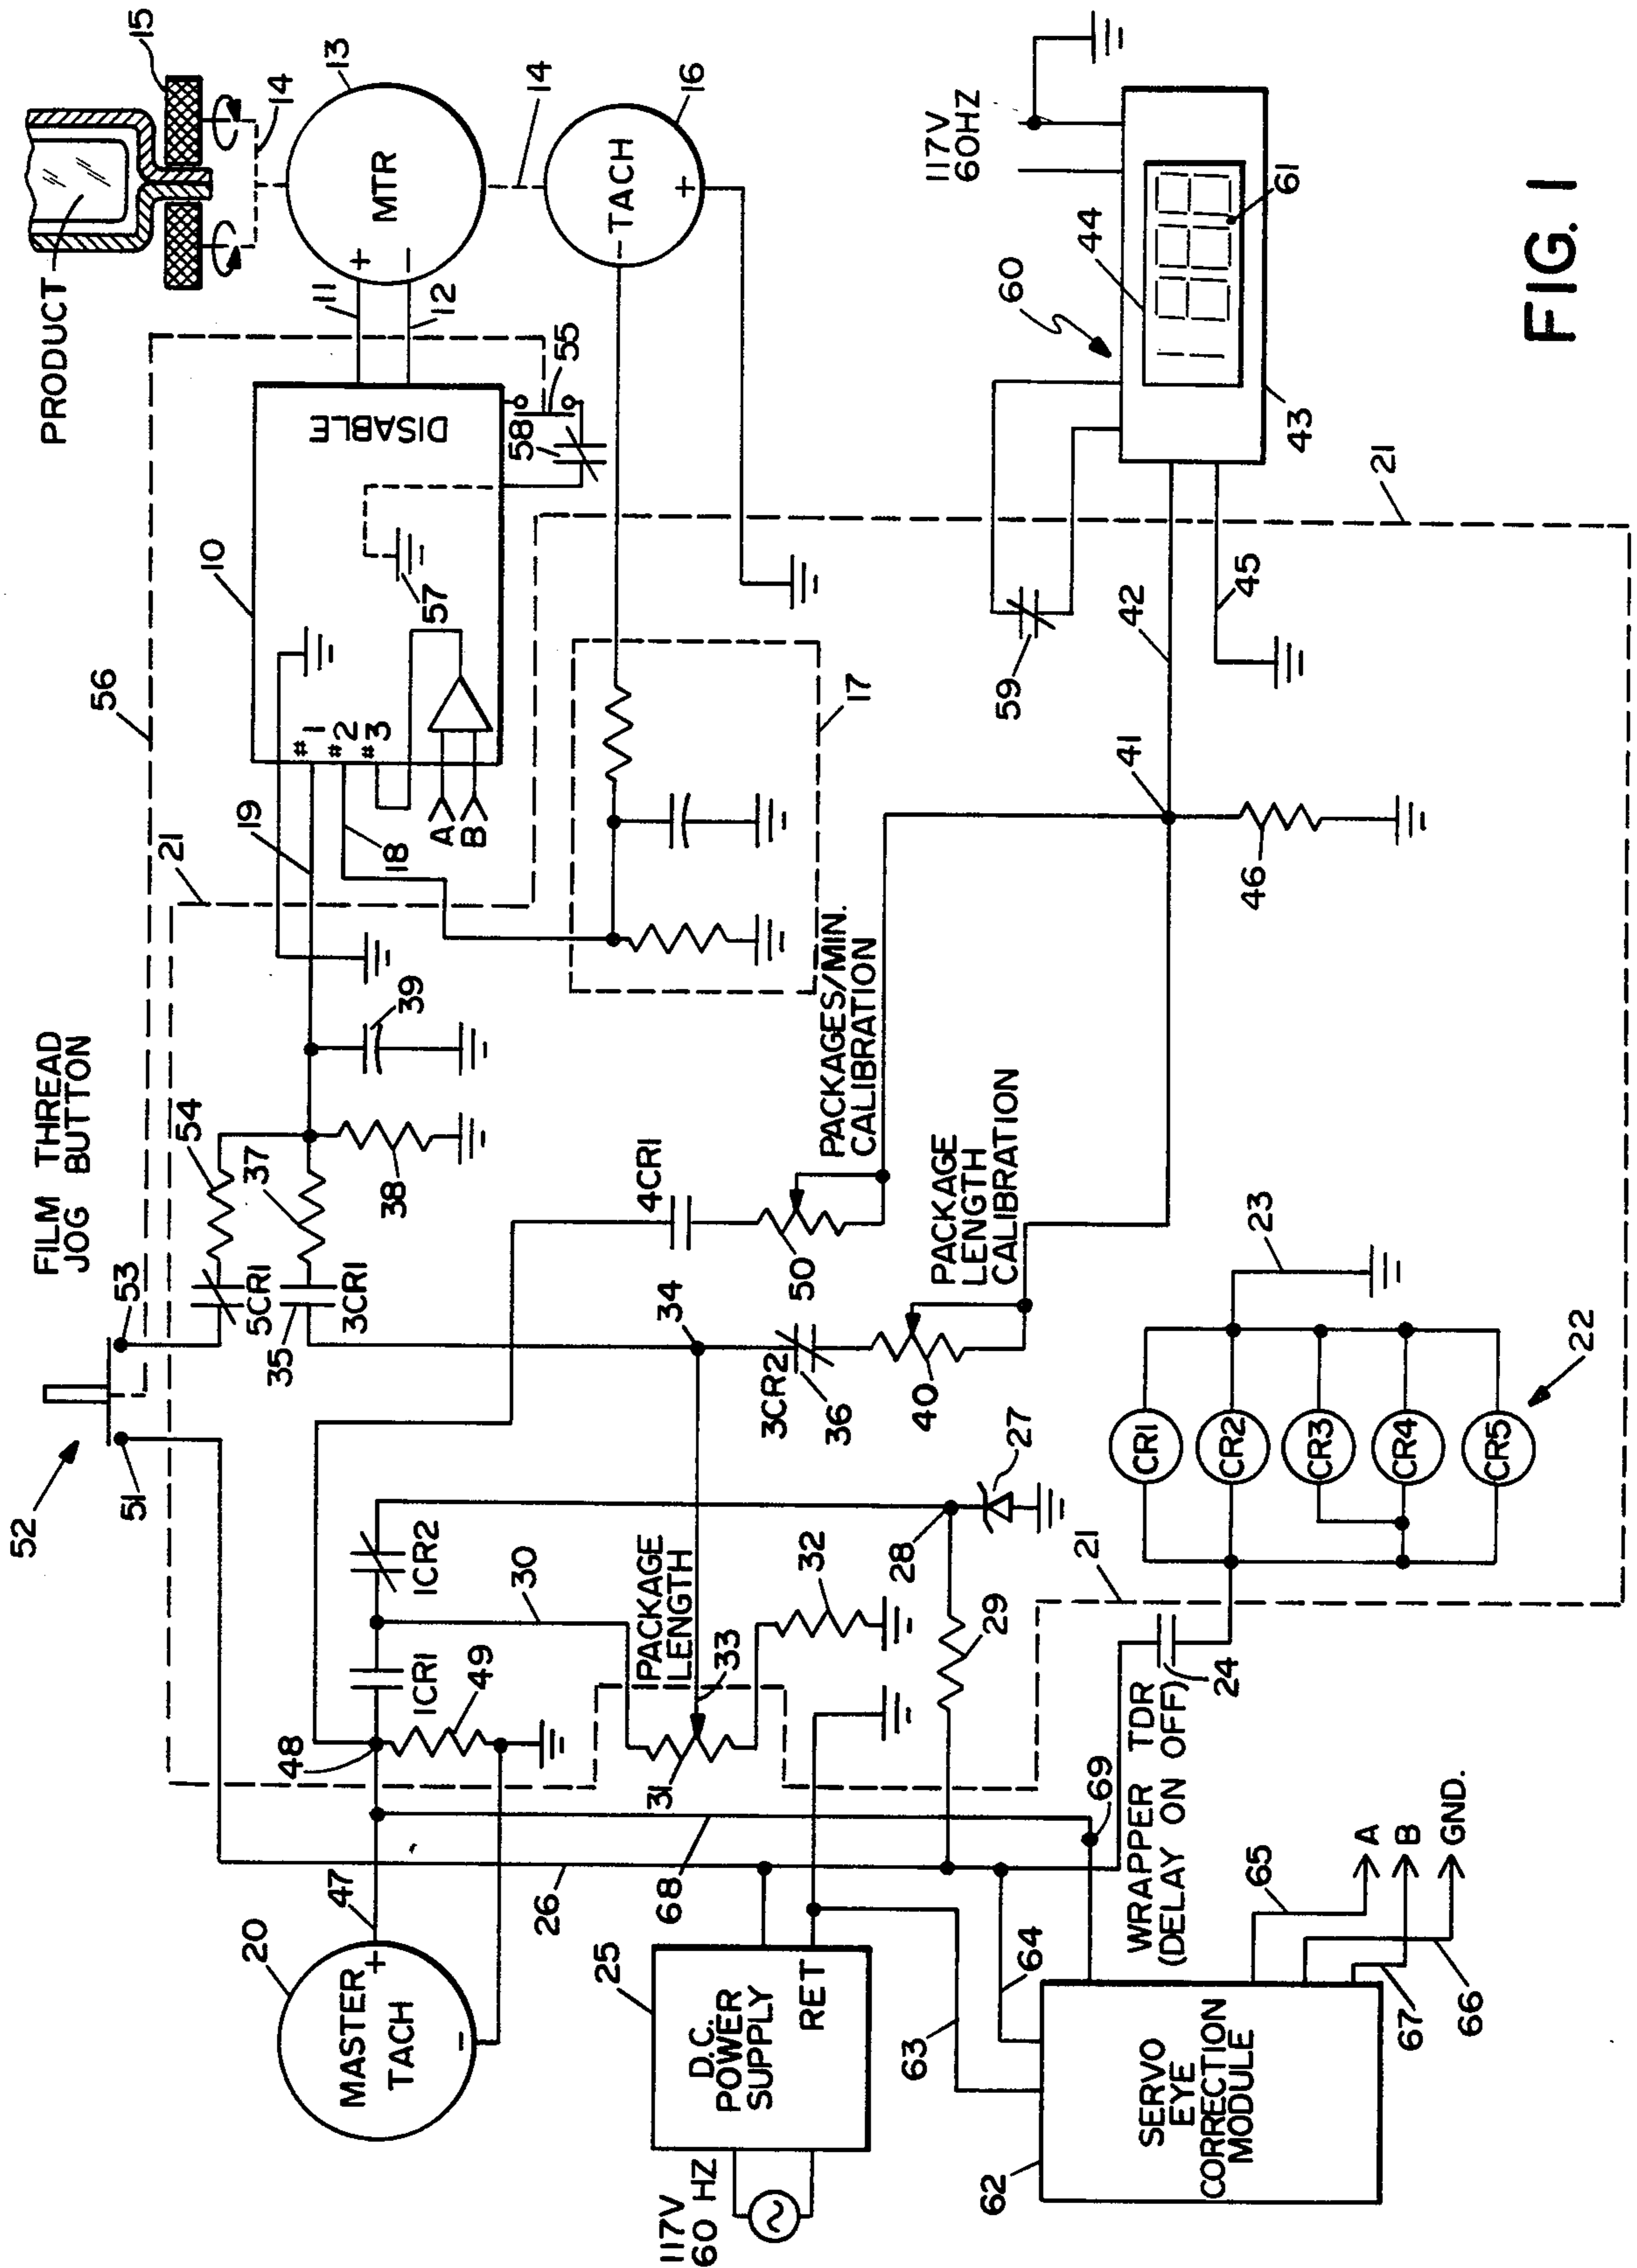 FIG. 1
PRODUCT
15
14
13
MTR
+
-
11
12
14
16
-TACH
+
10
DISABLE
55
58
57
#1
#2
#3
A
B
18
19
56
21
17
39
FILM THREAD
JOG BUTTON
52
51
53
54
5CR1
37
3CR1
35
38
34
4CR1
50
PACKAGES/MIN.
CALIBRATION
3CR2
36
40
PACKAGE
LENGTH
CALIBRATION
117V
60HZ
60
44
61
43
59
42
45
41
46
21
20
MASTER
TACH
+
-
47
48
49
1CR1
1CR2
30
PACKAGE
LENGTH
31
33
32
26
68
28
27
29
25
D.C.
POWER
SUPPLY
RET
117V
60 HZ
63
64
69
WRAPPER TDR
(DELAY ON OFF)
24
21
CR1
CR2
CR3
CR4
CR5
22
23
62
SERVO
EYE
CORRECTION
MODULE
65
67
66
A
B
GND.